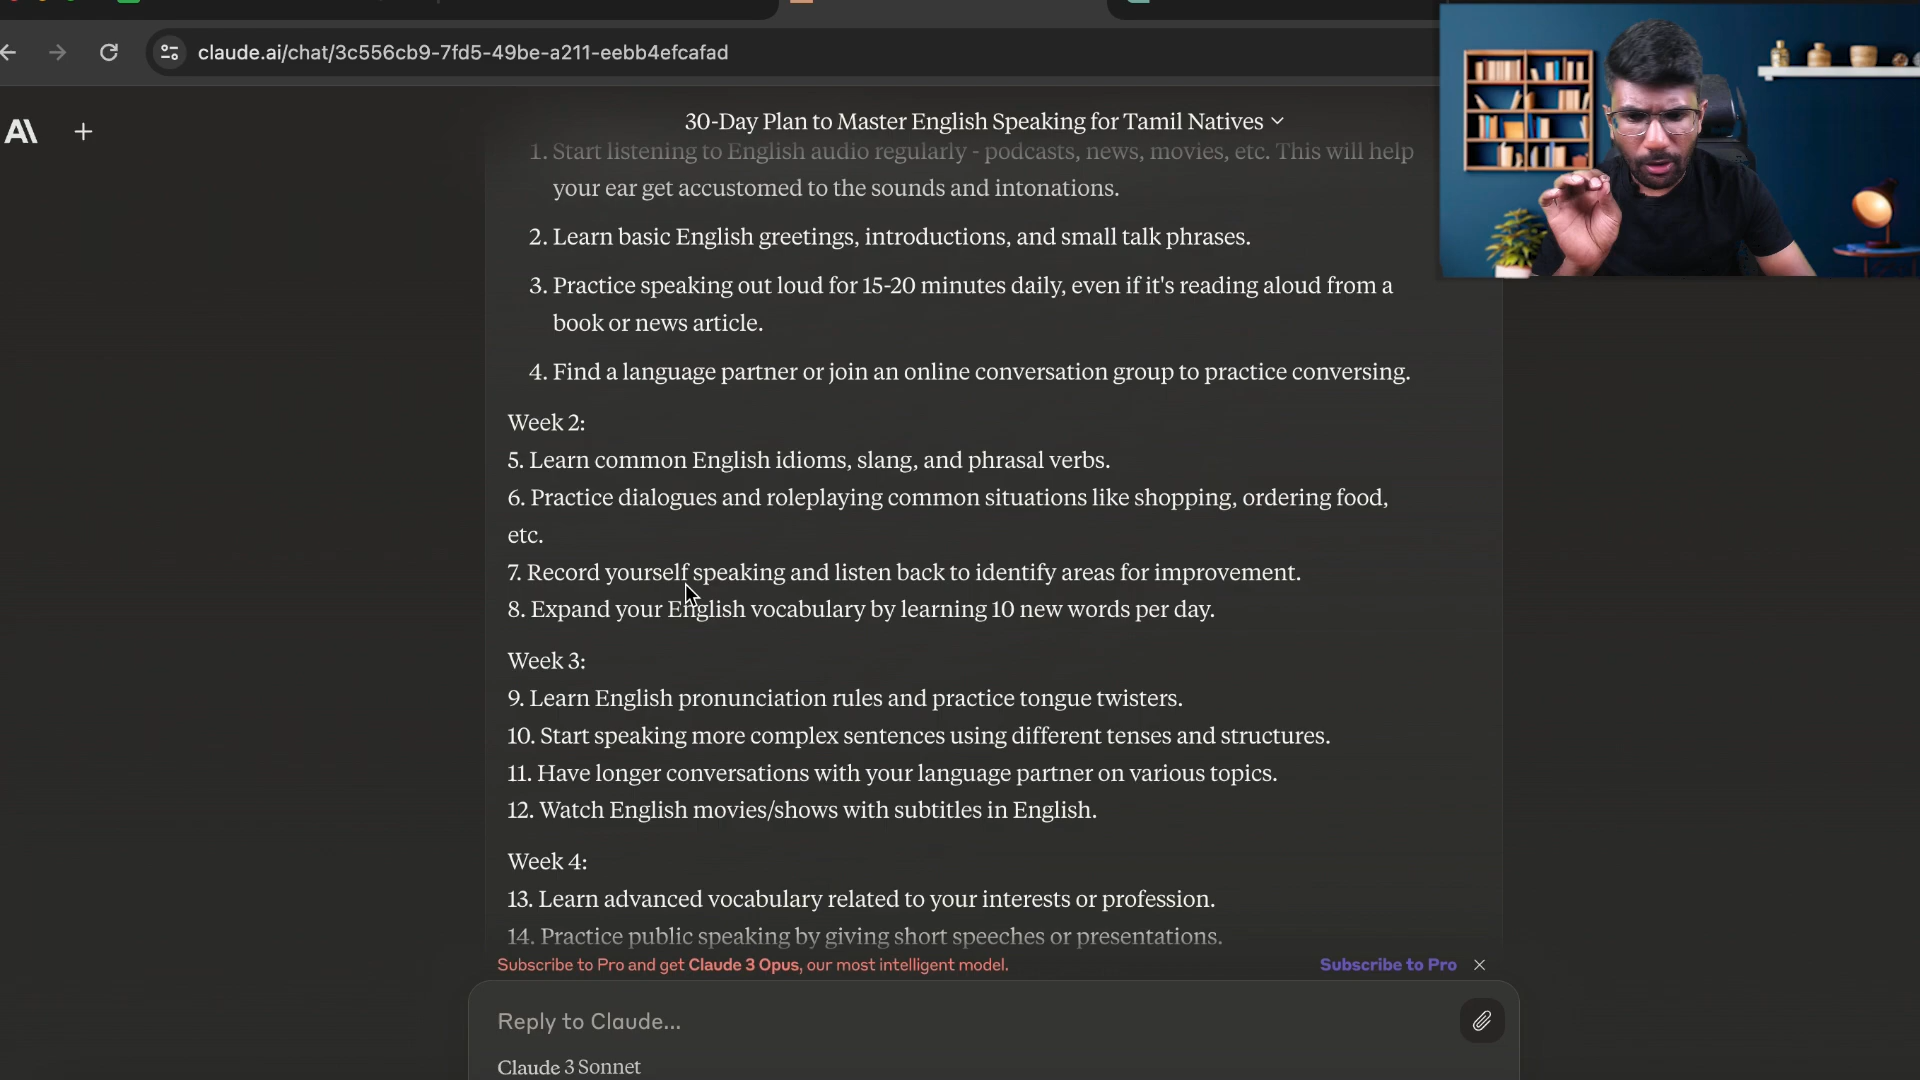 claude.ai/chat/3c556cb9-7fd5-49be-a211-eebb4efcafad
30-Day Plan to Master English Speaking for Tamil Natives
1. Start listening to English audio regularly - podcasts, news, movies, etc. This will help
your ear get accustomed to the sounds and intonations.
2. Learn basic English greetings, introductions, and small talk phrases.
3. Practice speaking out loud for 15-20 minutes daily, even if it's reading aloud from a
book or news article.
4. Find a language partner or join an online conversation group to practice conversing.
Week 2:
5. Learn common English idioms, slang, and phrasal verbs.
6. Practice dialogues and roleplaying common situations like shopping, ordering food,
etc.
7. Record yourself speaking and listen back to identify areas for improvement.
8. Expand your English vocabulary by learning 10 new words per day.
Week 3:
9. Learn English pronunciation rules and practice tongue twisters.
10. Start speaking more complex sentences using different tenses and structures.
11. Have longer conversations with your language partner on various topics.
12. Watch English movies/shows with subtitles in English.
Week 4:
13. Learn advanced vocabulary related to your interests or profession.
14. Practice public speaking by giving short speeches or presentations.
Subscribe to Pro and get Claude 3 Opus, our most intelligent model. Subscribe to Pro
Reply to Claude...
Claude 3 Sonnet